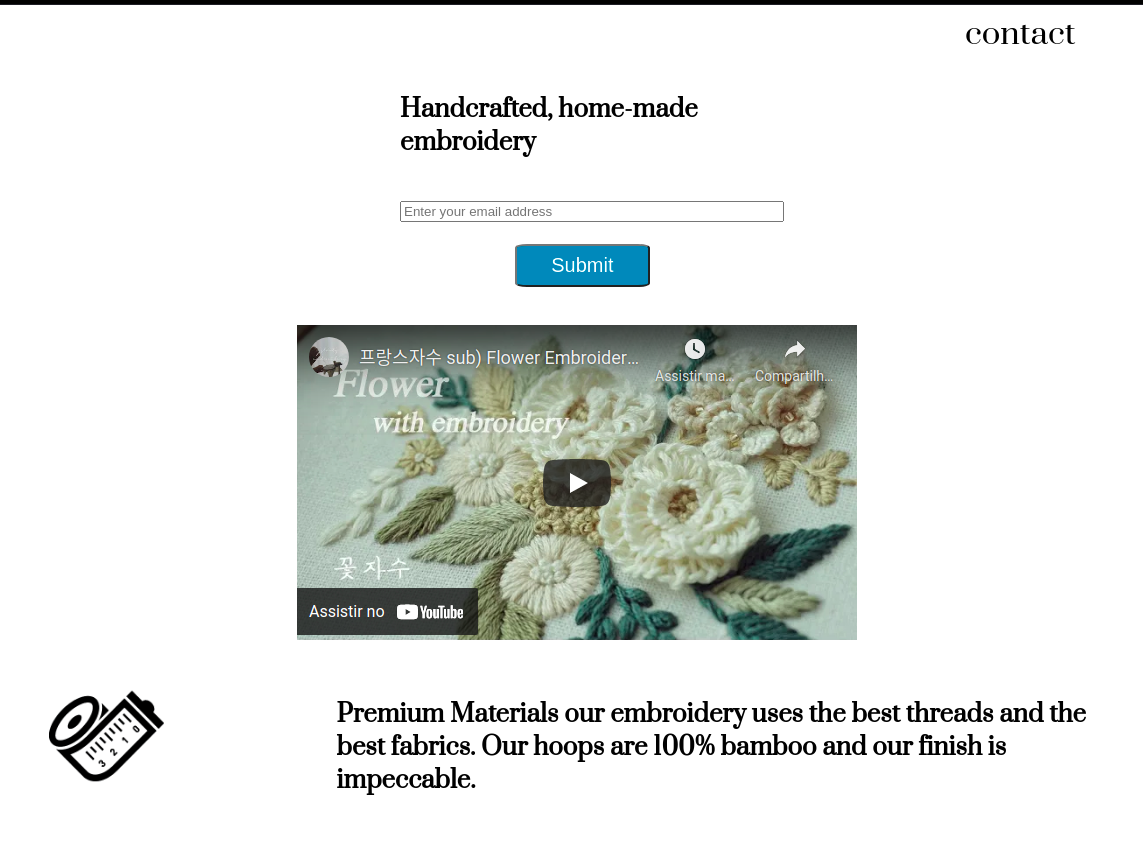 contact
Handcrafted, home-made
embroidery
Enter your email address
Submit
프랑스자수 sub) Flower Embroider...
Assistir ma...
Compartilh...
Flower
with embroidery
꽃 자수
Assistir no YouTube
3 2 1 0
Premium Materials our embroidery uses the best threads and the
best fabrics. Our hoops are 100% bamboo and our finish is
impeccable.